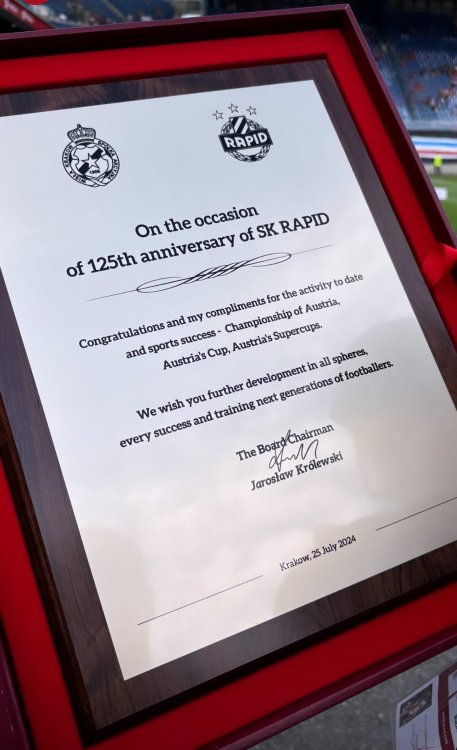 RAPID
On the occasion
of 125th anniversary of SK RAPID
Congratulations and my compliments for the activity to date
and sports success - Championship of Austria,
Austria's Cup, Austria's Supercups.
We wish you further development in all spheres,
every success and training next generations of footballers.
The Board Chairman
Jarosław Królewski
Krakow, 25 July 2024